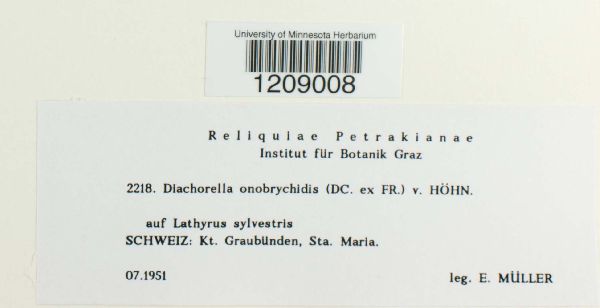 University of Minnesota Herbarium
1209008
Reliquiae Petrakianae
Institut für Botanik Graz
2218. Diachorella onobrychidis (DC. ex FR.) v. HÖHN.
auf Lathyrus sylvestris
SCHWEIZ: Kt. Graubünden, Sta. Maria.
07.1951 leg. E. MÜLLER